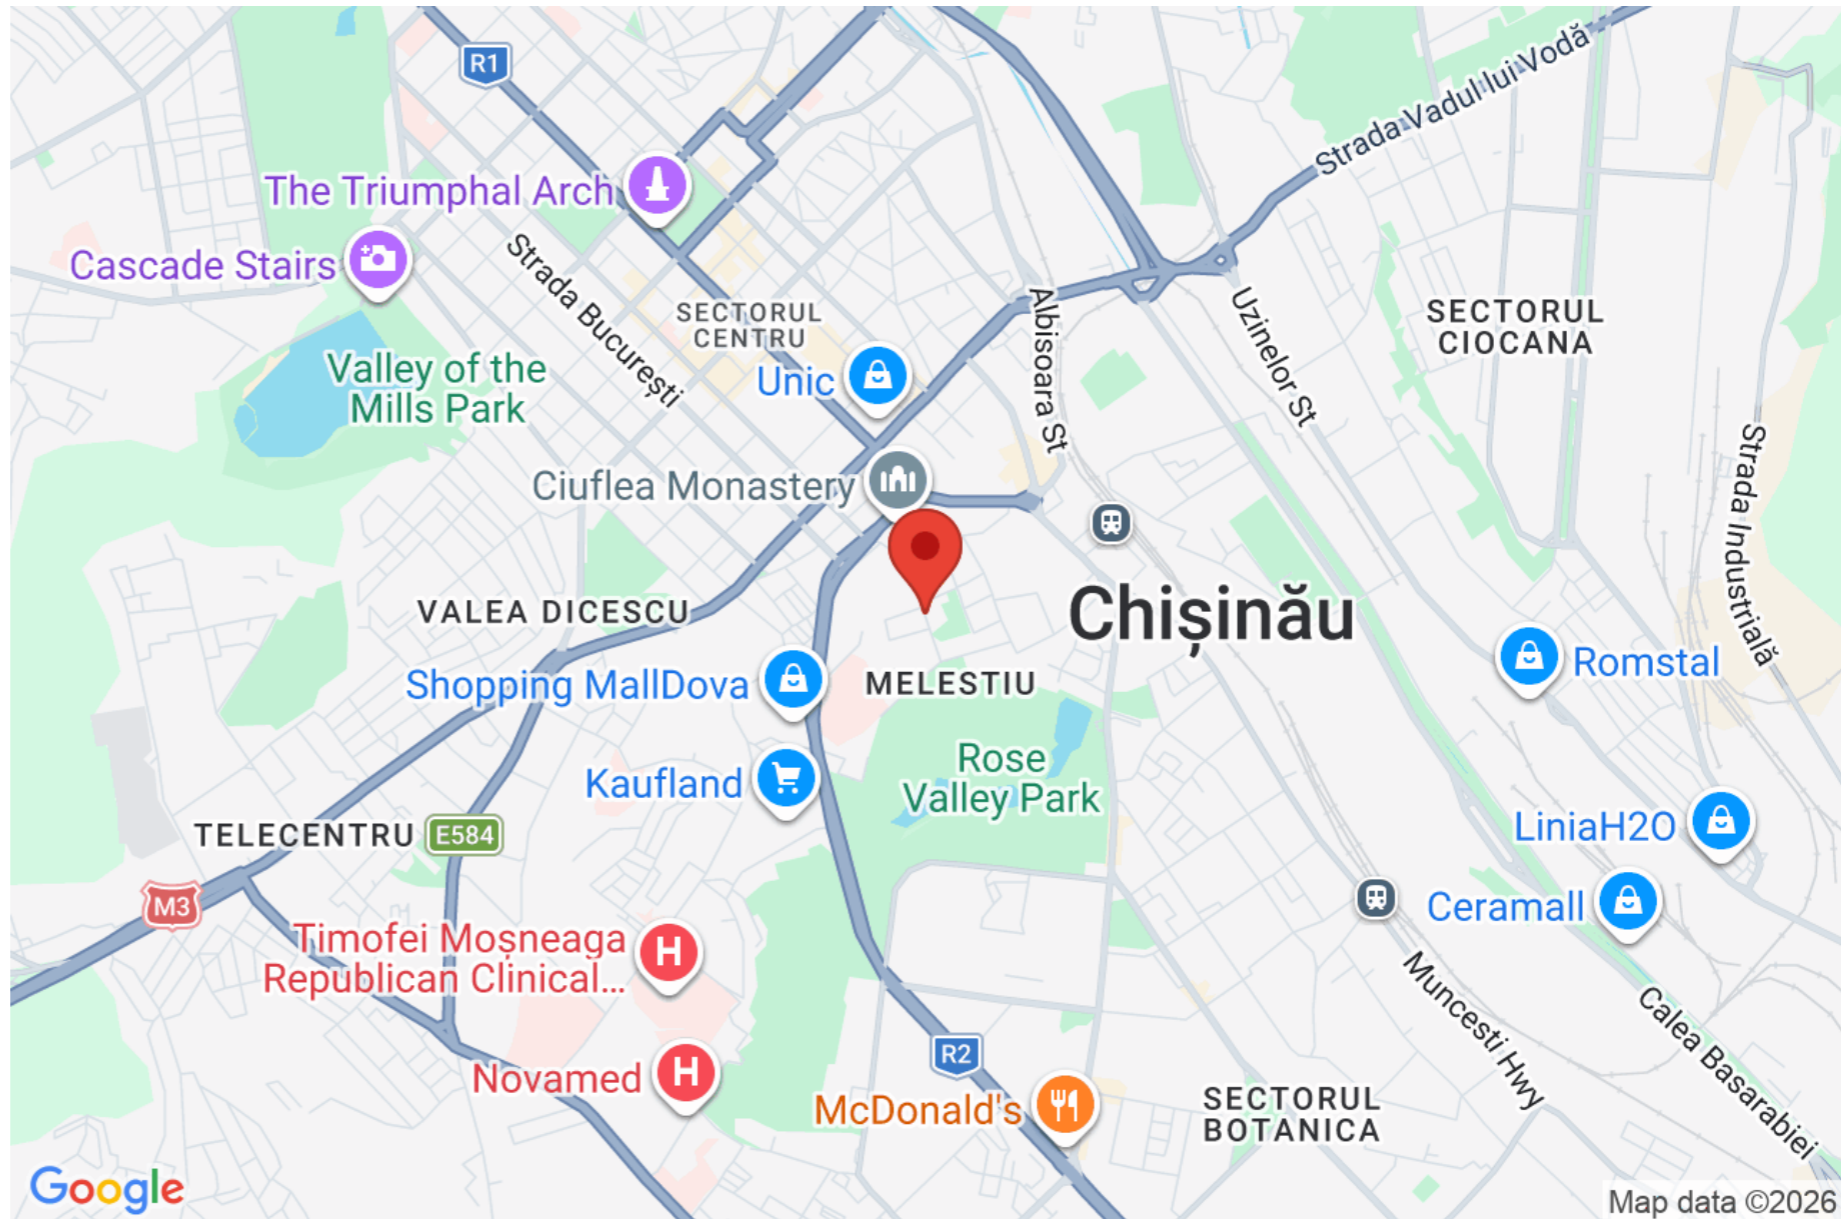 R1
Strada Vadul lui Vodă
The Triumphal Arch
Cascade Stairs
Strada București
SECTORUL
CENTRU
Albisoara St
Uzinelor St
SECTORUL
CIOCANA
Valley of the
Mills Park
Unic
Ciuflea Monastery
Strada Industrială
VALEA DICESCU
Chișinău
Shopping MallDova
MELESTIU
Romstal
Rose
Valley Park
Kaufland
TELECENTRU
E584
LiniaH2O
M3
Ceramall
Timofei Moșneaga
Republican Clinical...
Muncesti Hwy
Calea Basarabiei
R2
Novamed
McDonald's
SECTORUL
BOTANICA
Google
Map data ©2026